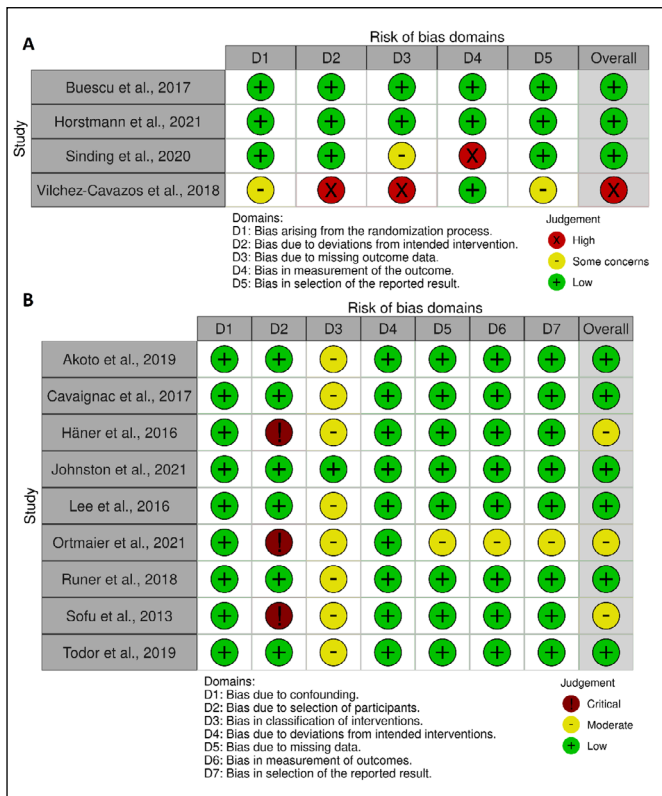 A
Risk of bias domains
D1 D2 D3 D4 D5 Overall
Study
Buescu et al., 2017 + + + + + +
Horstmann et al., 2021 + + + + + +
Sinding et al., 2020 + + - X + +
Vilchez-Cavazos et al., 2018 - X X + - X
Domains:
D1: Bias arising from the randomization process.
D2: Bias due to deviations from intended intervention.
D3: Bias due to missing outcome data.
D4: Bias in measurement of the outcome.
D5: Bias in selection of the reported result.
Judgement
X High
- Some concerns
+ Low
B
Risk of bias domains
D1 D2 D3 D4 D5 D6 D7 Overall
Study
Akoto et al., 2019 + + - + + + + +
Cavaignac et al., 2017 + + - + + + + +
Häner et al., 2016 + ! - + + + + -
Johnston et al., 2021 + + + + + + + +
Lee et al., 2016 + + - + + + + +
Ortmaier et al., 2021 + ! - + - - - -
Runer et al., 2018 + + - + + + + +
Sofu et al., 2013 + ! - + + + + -
Todor et al., 2019 + + - + + + + +
Domains:
D1: Bias due to confounding.
D2: Bias due to selection of participants.
D3: Bias in classification of interventions.
D4: Bias due to deviations from intended interventions.
D5: Bias due to missing data.
D6: Bias in measurement of outcomes.
D7: Bias in selection of the reported result.
Judgement
! Critical
- Moderate
+ Low